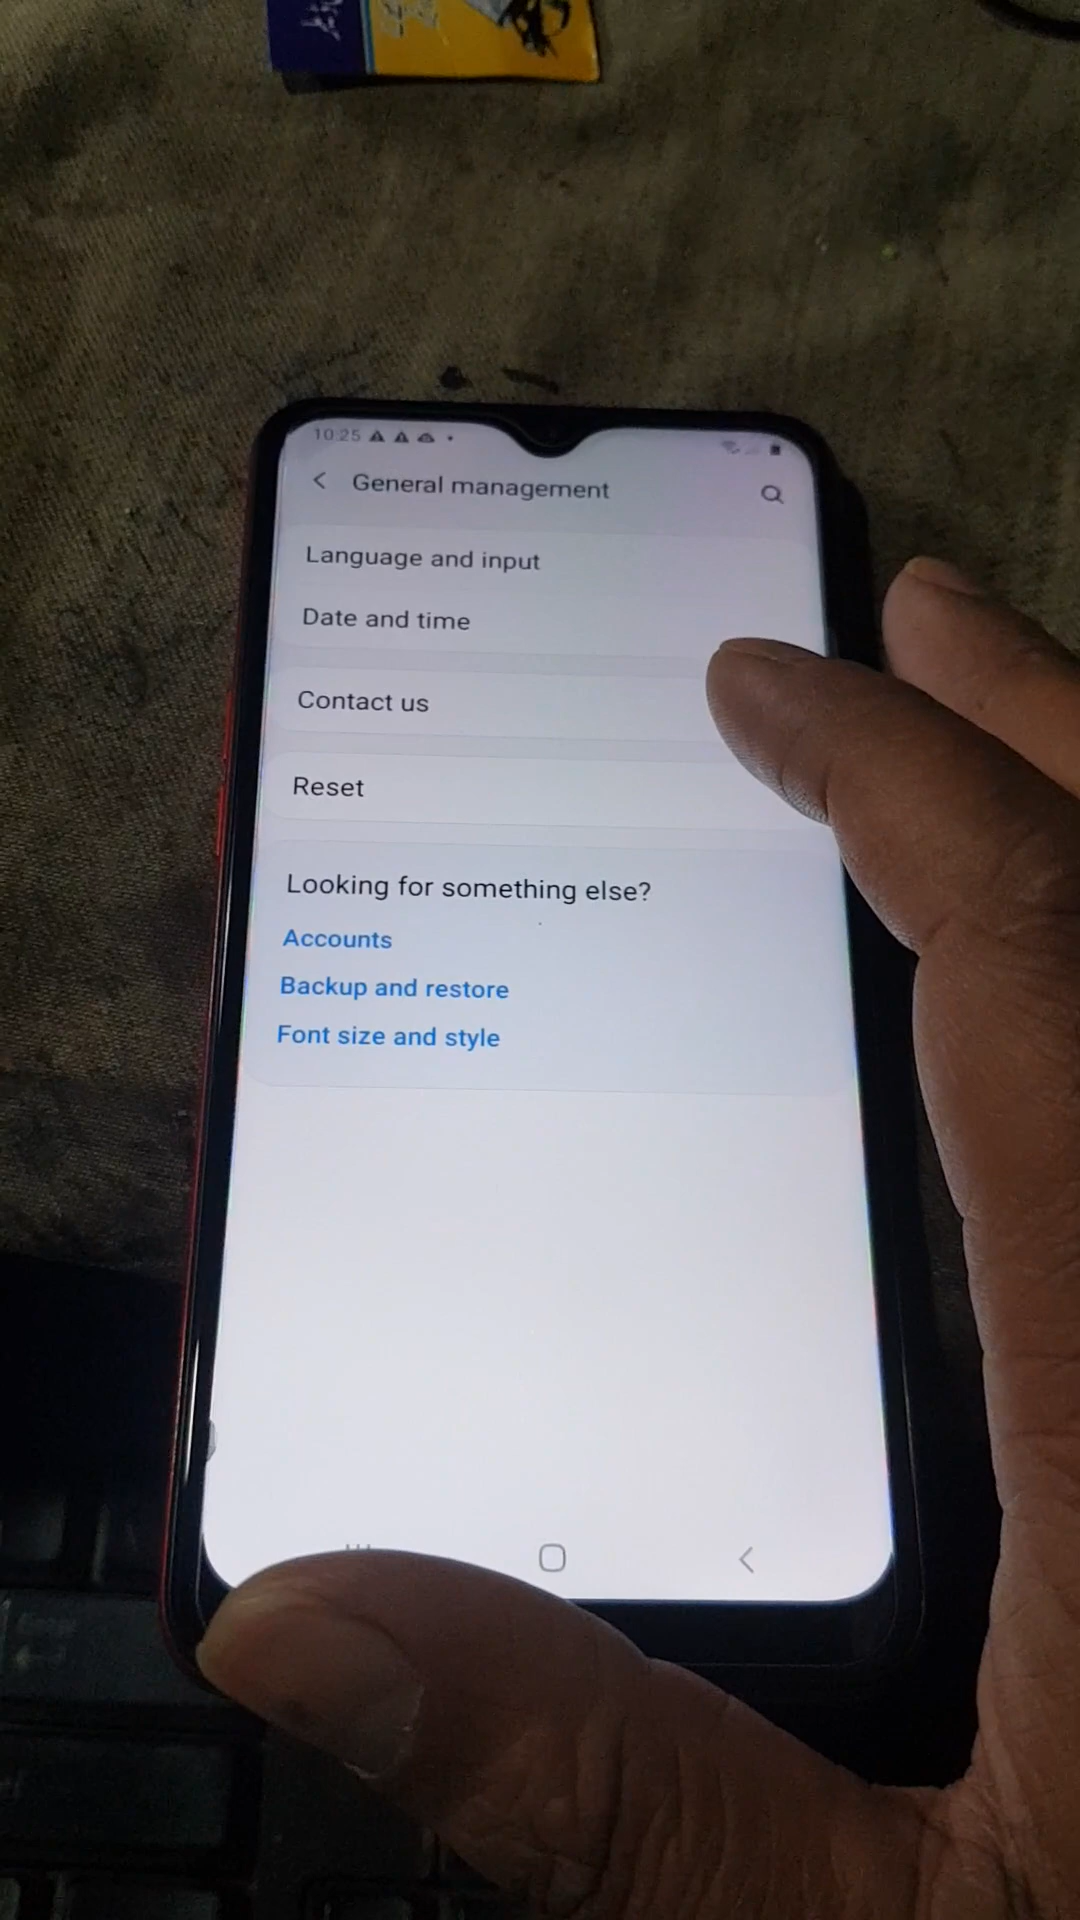 10:25
General management
Language and input
Date and time
Contact us
Reset
Looking for something else?
Accounts
Backup and restore
Font size and style